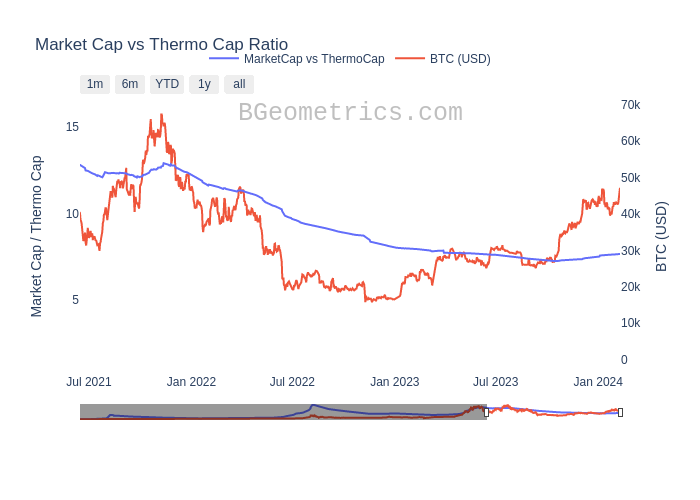 Market Cap vs Thermo Cap Ratio
MarketCap vs ThermoCap
BTC (USD)
1m 6m YTD 1y all
BGeometrics.com
Market Cap / Thermo Cap
15
10
5
70k
60k
50k
40k
30k
20k
10k
0
BTC (USD)
Jul 2021 Jan 2022 Jul 2022 Jan 2023 Jul 2023 Jan 2024